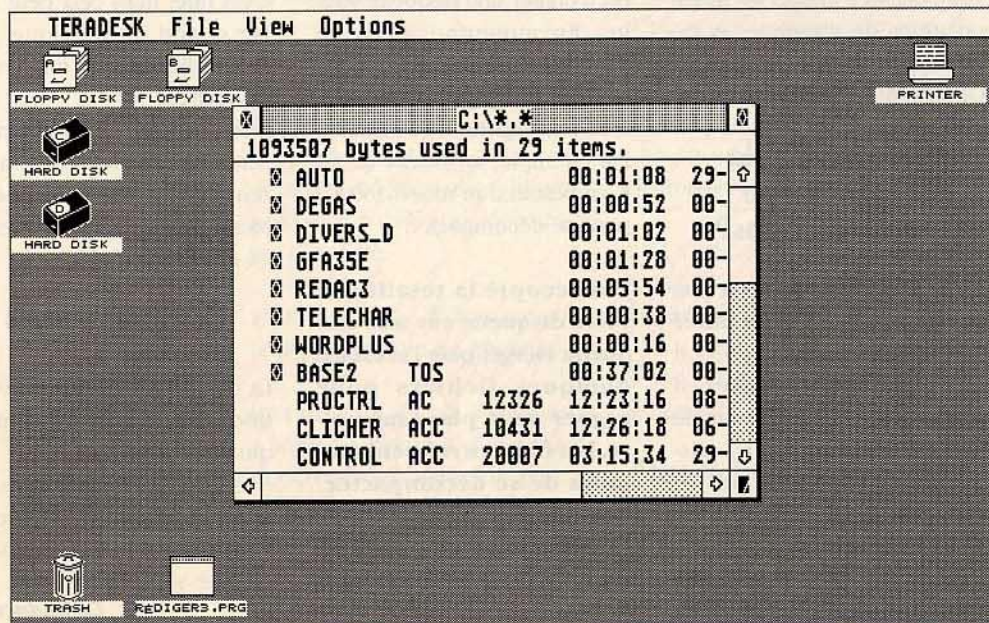 TERADESK File View Options
A
B
FLOPPY DISK
FLOPPY DISK
PRINTER
C
HARD DISK
D
HARD DISK
C:\*.*
1093507 bytes used in 29 items.
AUTO 00:01:08 29-
DEGAS 00:00:52 00-
DIVERS_D 00:01:02 00-
GFA35E 00:01:28 00-
REDAC3 00:05:54 00-
TELECHAR 00:00:38 00-
WORDPLUS 00:00:16 00-
BASE2 TOS 00:37:02 00-
PROCTRL AC 12326 12:23:16 08-
CLICHER ACC 10431 12:26:18 06-
CONTROL ACC 20007 03:15:34 29-
TRASH
RÉDIGER3.PRG